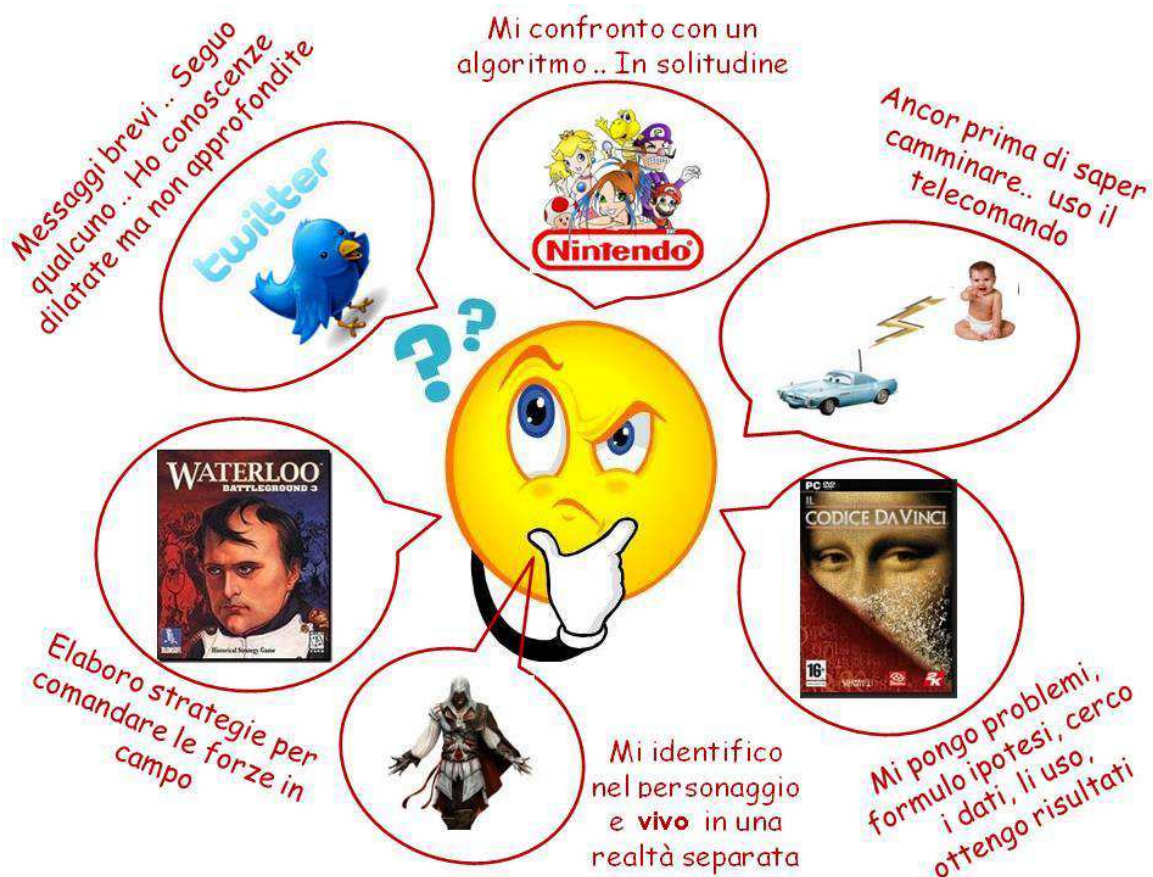 Messaggi brevi .. Seguo
qualcuno .. Ho conoscenze
dilatate ma non approfondite
twitter
Mi confronto con un
algoritmo .. In solitudine
Nintendo
Ancor prima di saper
camminare.. uso il
telecomando
? ?
WATERLOO
BATTLEGROUND 3
Historical Strategy Game
Elaboro strategie per
comandare le forze in
campo
Mi identifico
nel personaggio
e vivo in una
realtà separata
PC DVD
IL
CODICE DA VINCI
16+
2K
Mi pongo problemi,
formulo ipotesi, cerco
i dati, li uso,
ottengo risultati